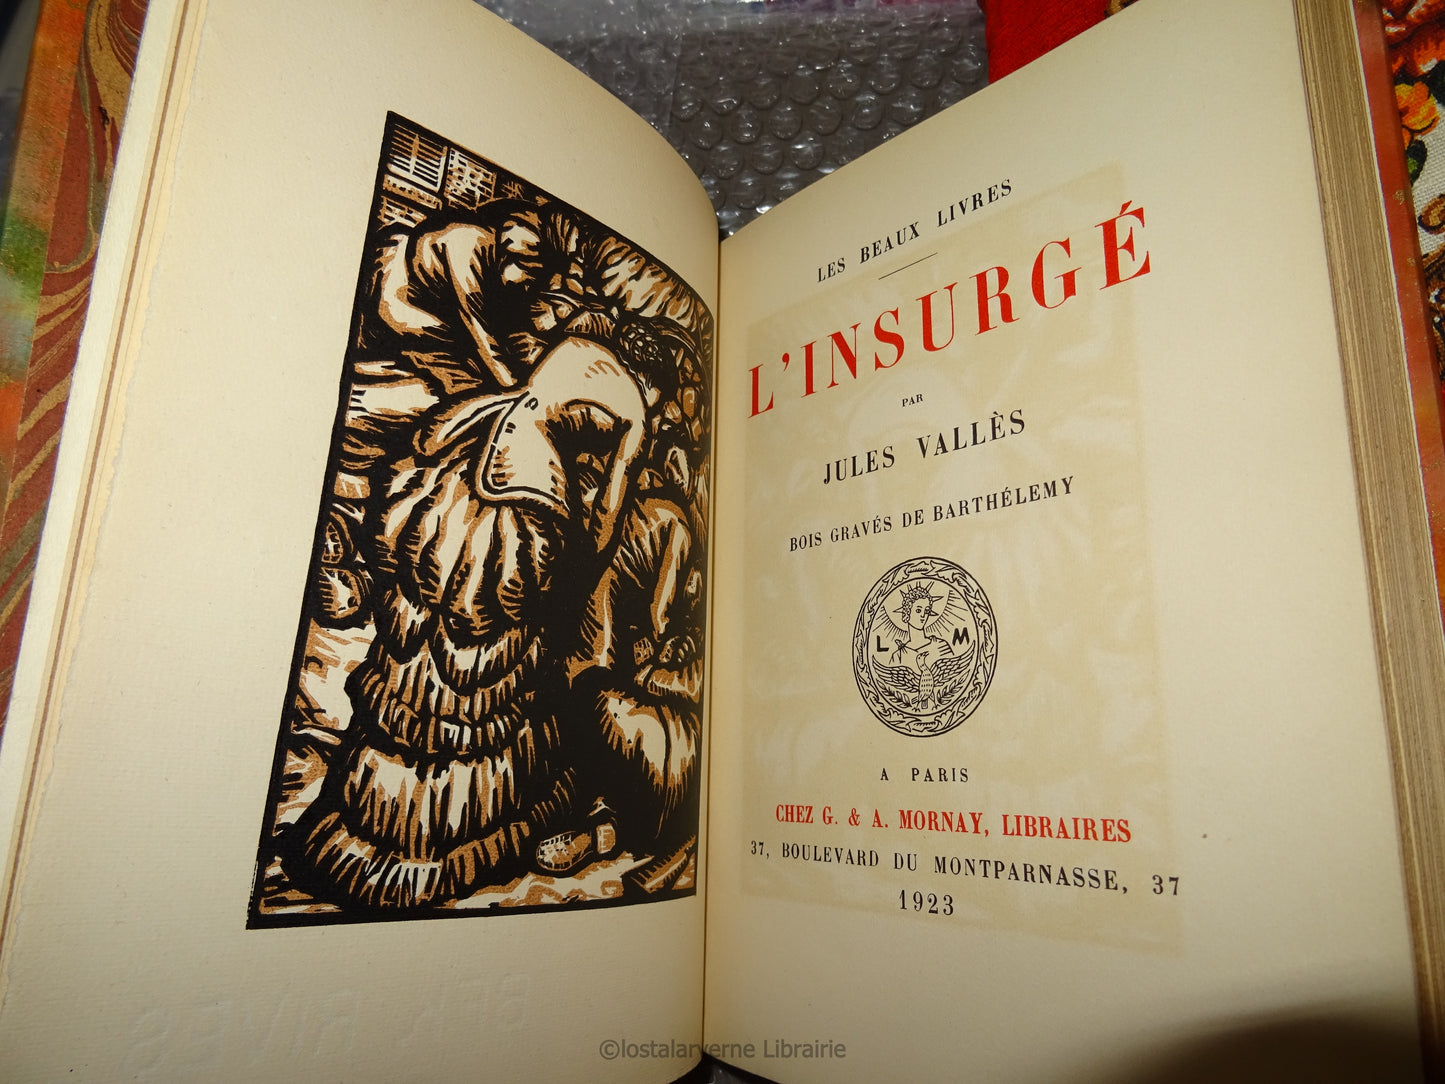 LES BEAUX LIVRES
L'INSURGÉ
PAR
JULES VALLÈS
BOIS GRAVÉS DE BARTHÉLEMY
L M
A PARIS
CHEZ G. & A. MORNAY, LIBRAIRES
37, BOULEVARD DU MONTPARNASSE, 37
1923
©lostalarverne Librairie